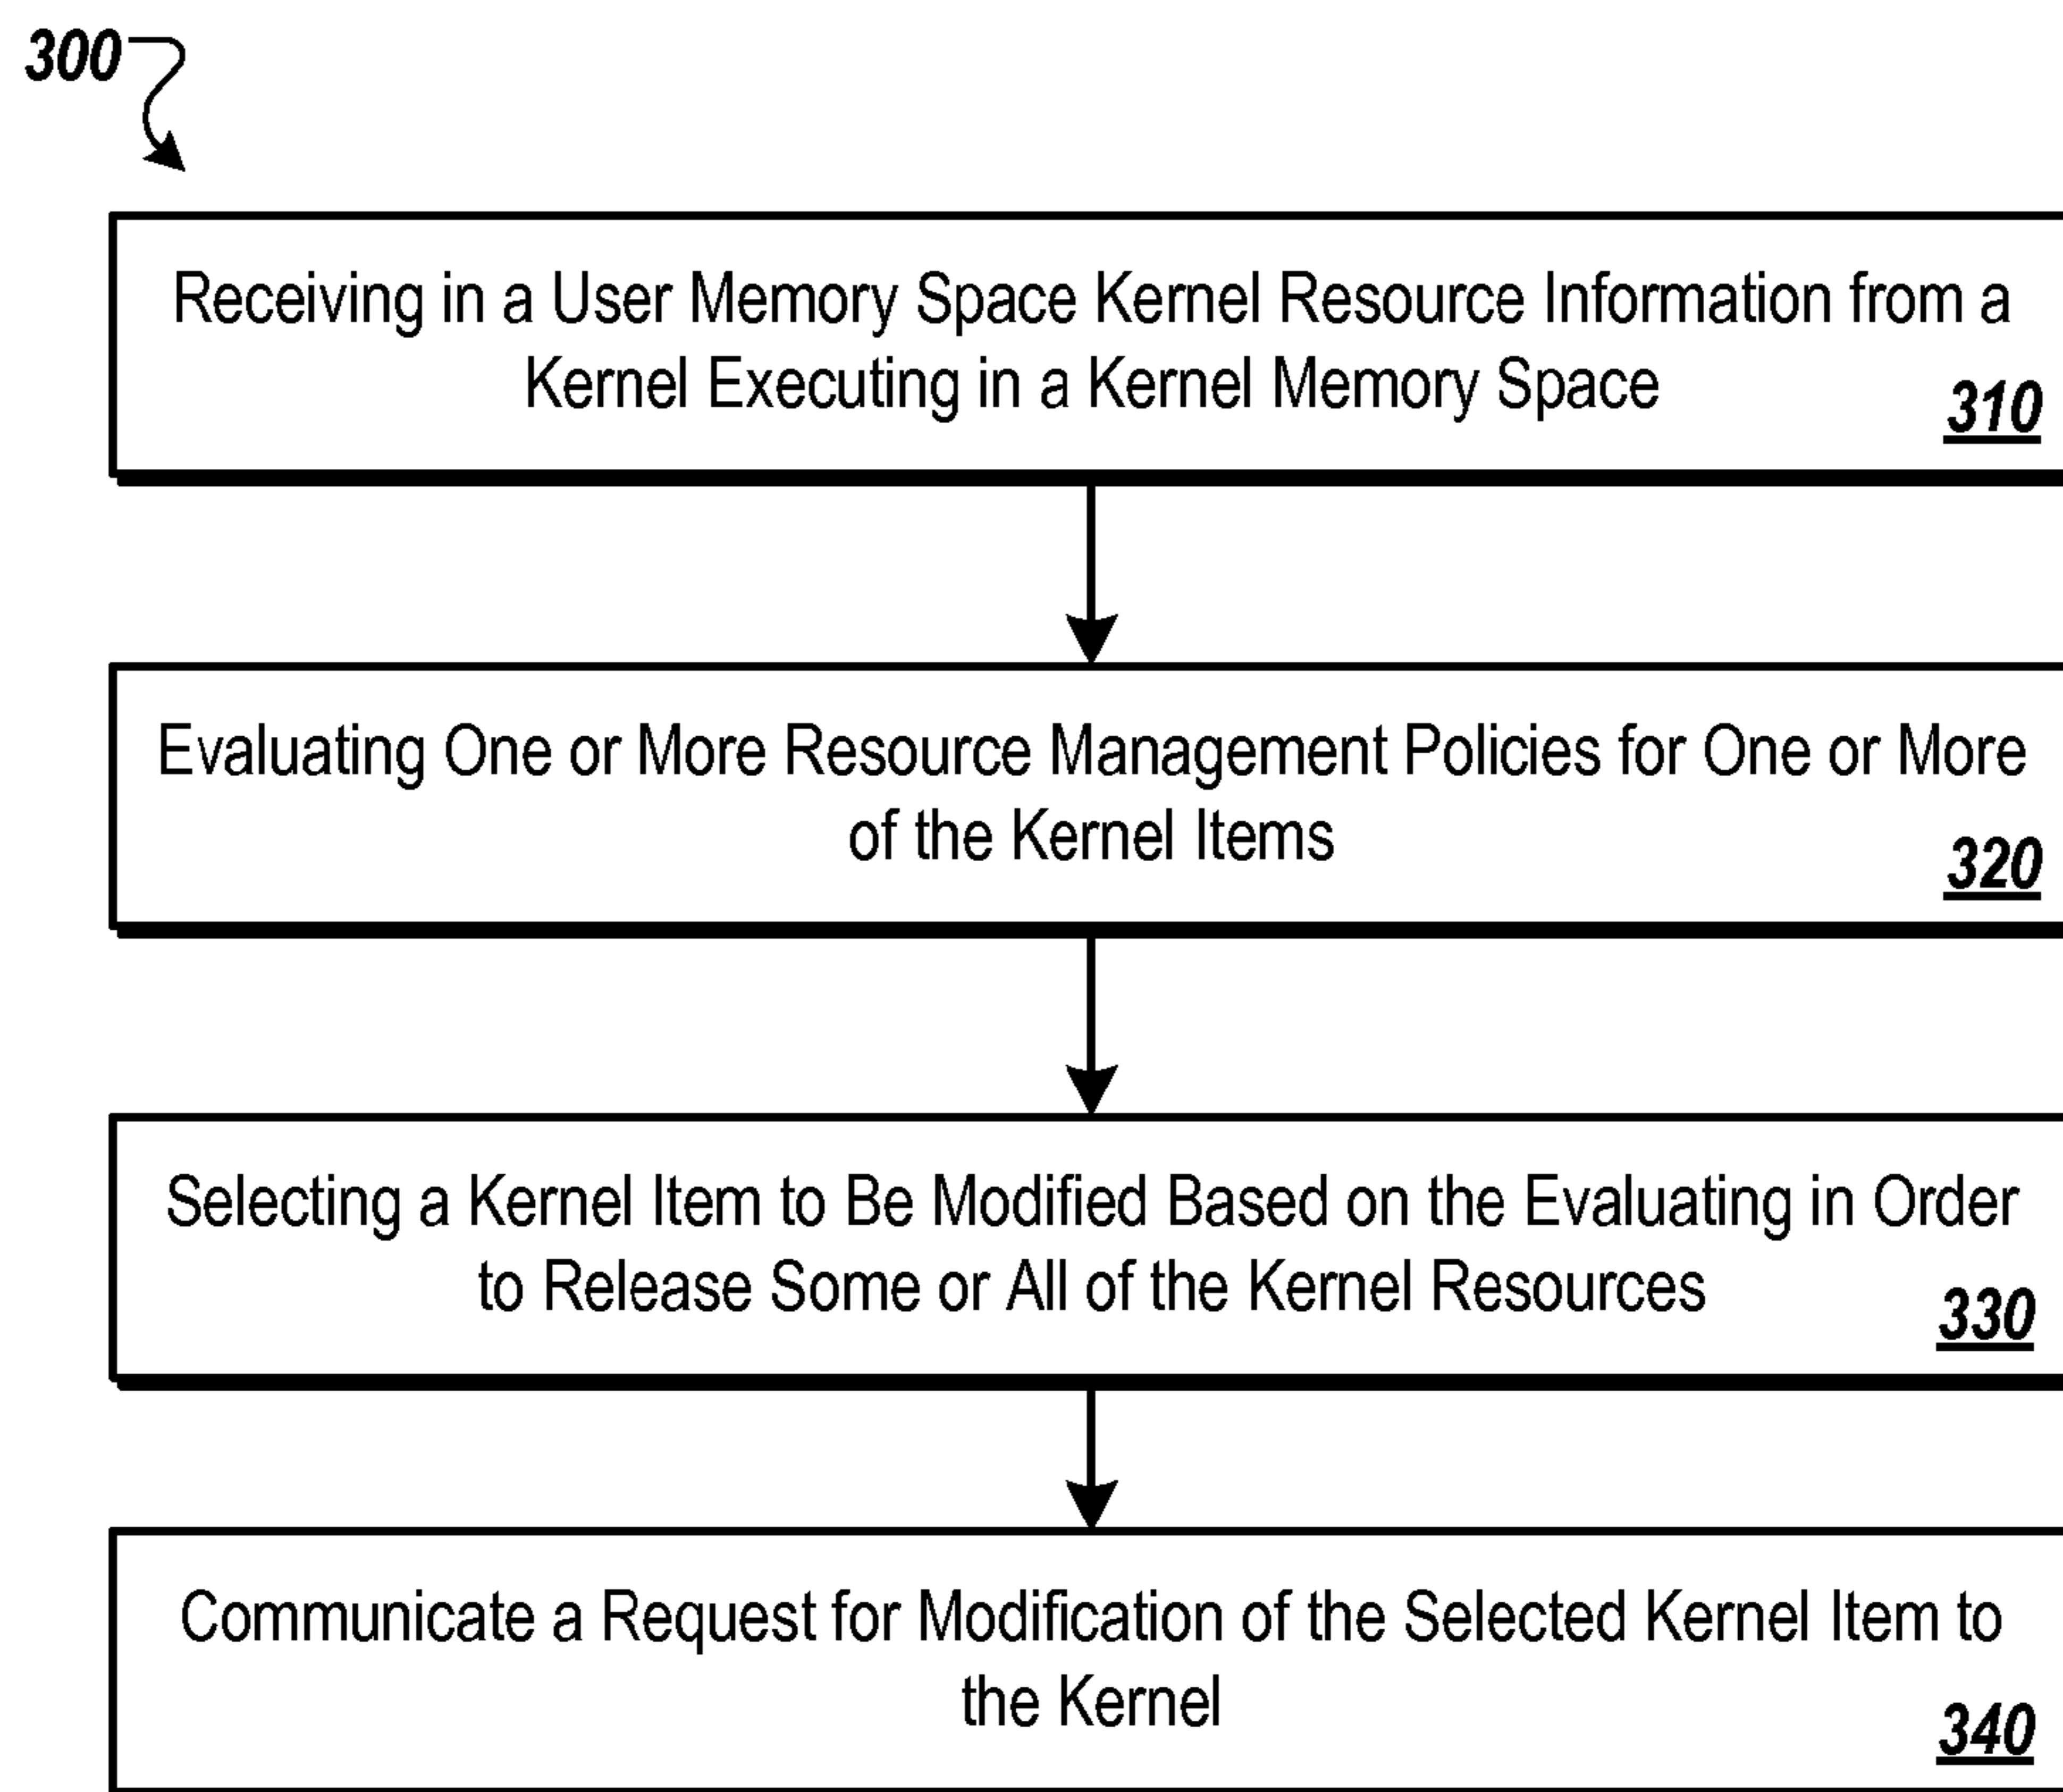 300
Receiving in a User Memory Space Kernel Resource Information from a
Kernel Executing in a Kernel Memory Space
310
Evaluating One or More Resource Management Policies for One or More
of the Kernel Items
320
Selecting a Kernel Item to Be Modified Based on the Evaluating in Order
to Release Some or All of the Kernel Resources
330
Communicate a Request for Modification of the Selected Kernel Item to
the Kernel
340